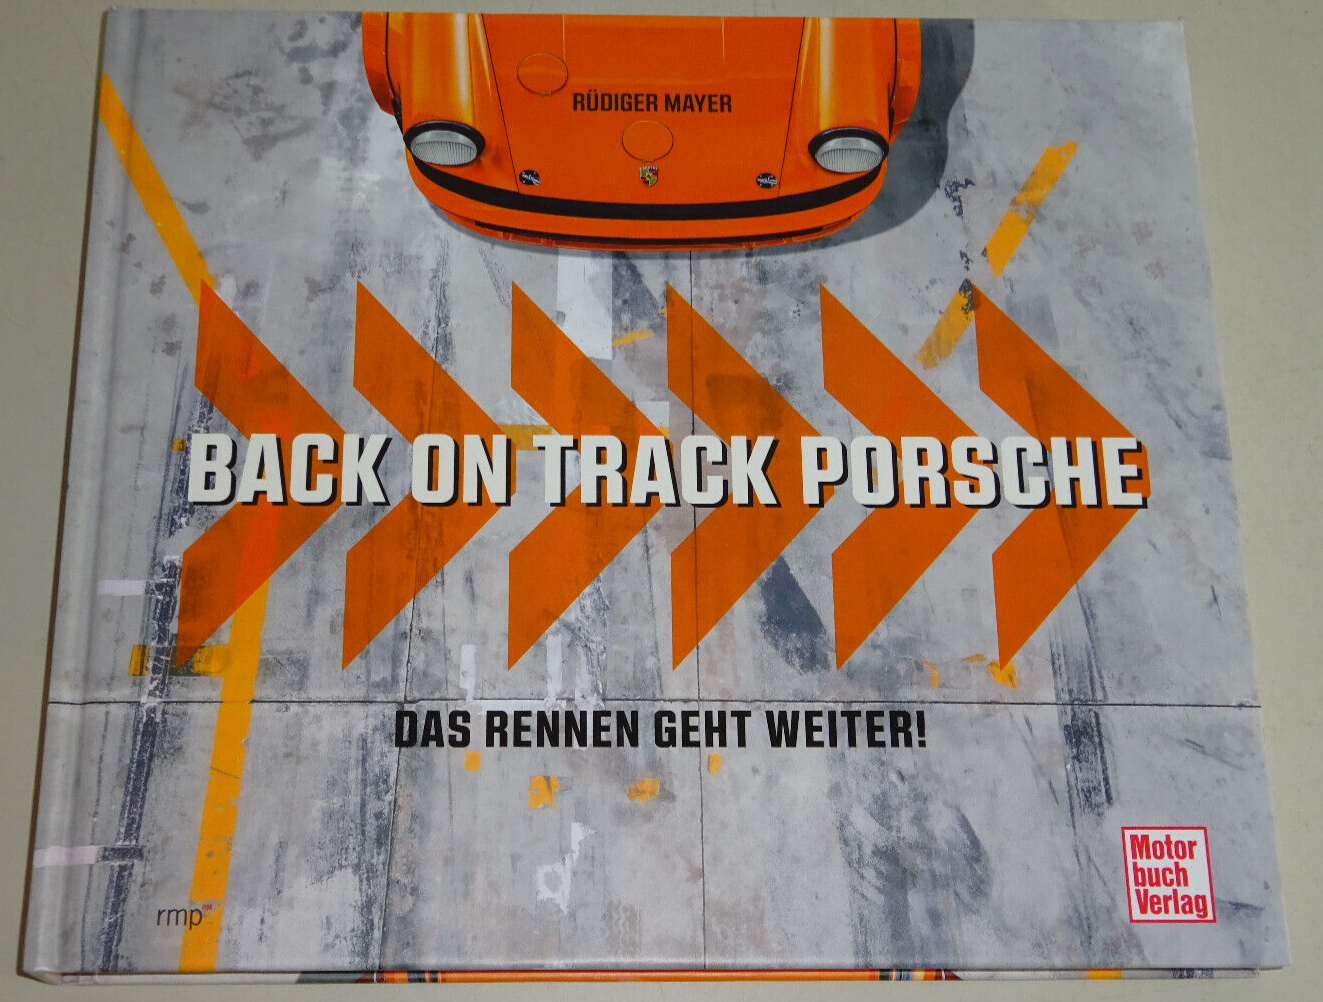 RÜDIGER MAYER
BACK ON TRACK PORSCHE
DAS RENNEN GEHT WEITER!
rmp
Motor
buch
Verlag